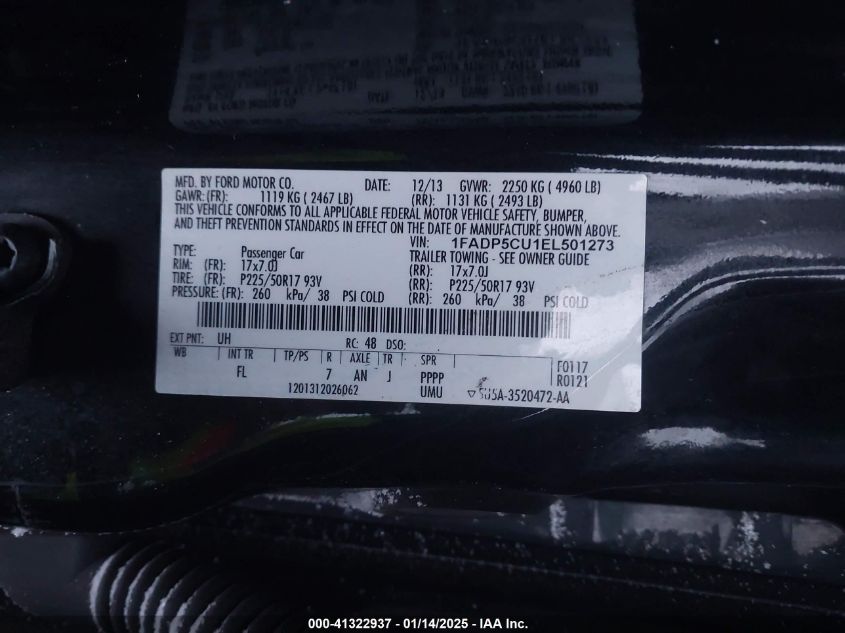 MFD. BY FORD MOTOR CO. DATE: 12/13 GVWR: 2250 KG ( 4960 LB)
GAWR: (FR): 1119 KG ( 2467 LB) (RR): 1131 KG ( 2493 LB)
THIS VEHICLE CONFORMS TO ALL APPLICABLE FEDERAL MOTOR VEHICLE SAFETY, BUMPER,
AND THEFT PREVENTION STANDARDS IN EFFECT ON THE DATE OF MANUFACTURE SHOWN ABOVE.
VIN: 1FADP5CU1EL501273
TYPE: Passenger Car TRAILER TOWING - SEE OWNER GUIDE
RIM: (FR): 17x7.0J (RR): 17x7.0J
TIRE: (FR): P225/50R17 93V (RR): P225/50R17 93V
PRESSURE: (FR): 260 kPa/ 38 PSI COLD (RR): 260 kPa/ 38 PSI COLD
EXT PNT: UH RC: 48 DSO:
WB INT TR TP/PS R AXLE TR SPR F0117
FL 7 AN J PPPP R0121
1201312026062 UMU 5U5A-3520472-AA
000-41322937 / 01/14/2025 - IAA Inc.